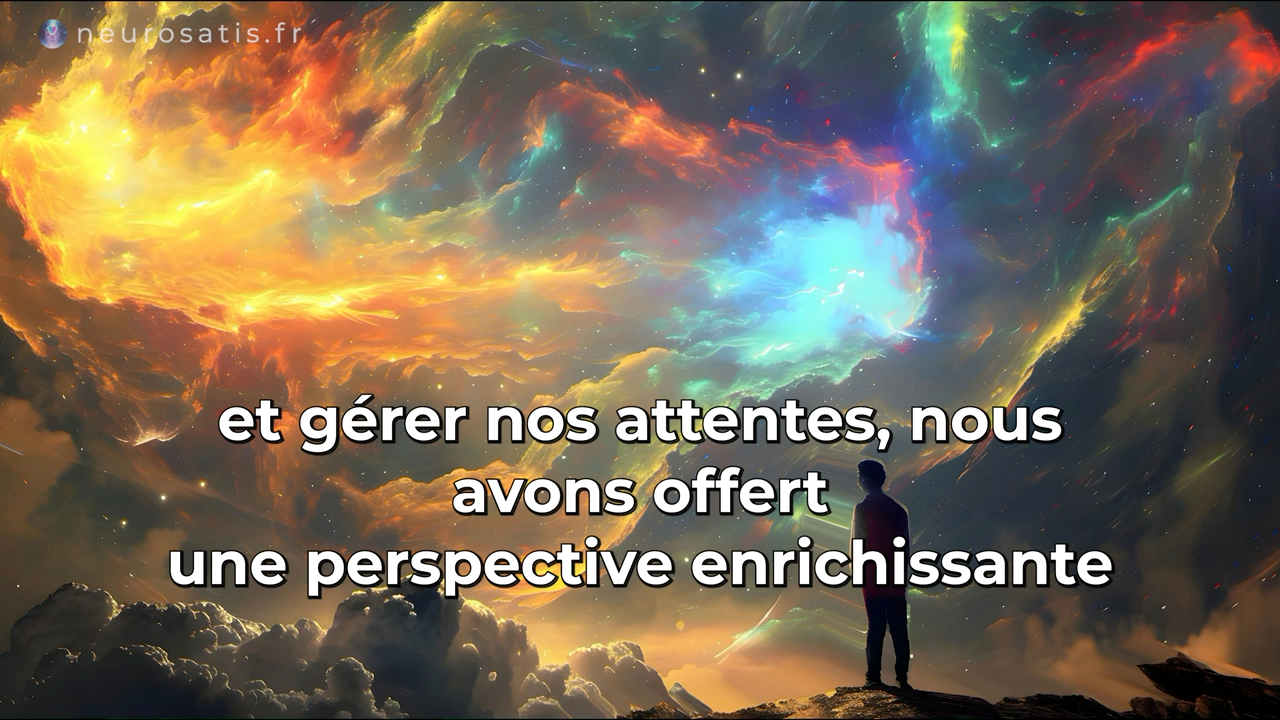 neurosatis.fr
et gérer nos attentes, nous
avons offert
une perspective enrichissante